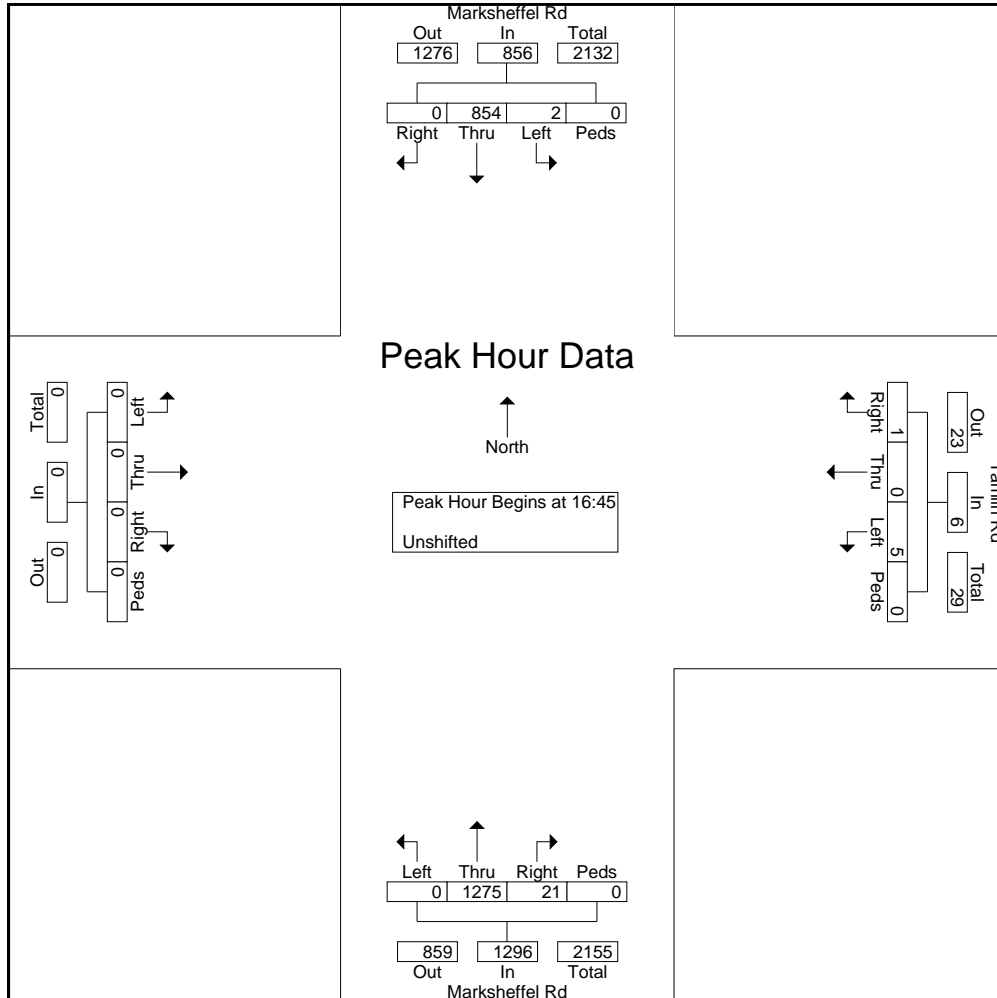 Marksheffel Rd
Out In Total
1276 856 2132
0 854 2 0
Right Thru Left Peds
Peak Hour Data
North
Peak Hour Begins at 16:45
Unshifted
Total In Out
0 0 0
0 0 0 0
Left Thru Right Peds
Right Thru Left Peds
1 0 5 0
23 6 29
Out In Total
Rd
Left Thru Right Peds
0 1275 21 0
859 1296 2155
Out In Total
Marksheffel Rd